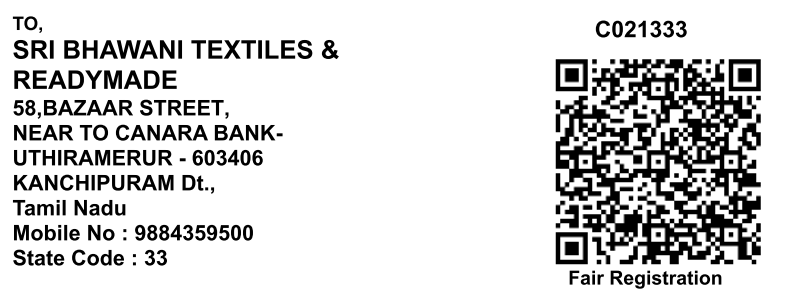 TO,
SRI BHAWANI TEXTILES &
READYMADE
58,BAZAAR STREET,
NEAR TO CANARA BANK-
UTHIRAMERUR - 603406
KANCHIPURAM Dt.,
Tamil Nadu
Mobile No : 9884359500
State Code : 33
C021333
Fair Registration